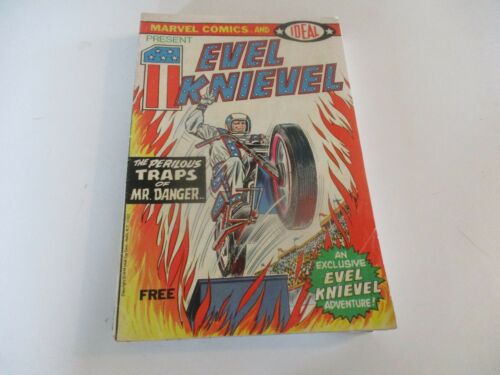 MARVEL COMICS AND IDEAL
PRESENT
1
EVEL
KNIEVEL
THE PERILOUS
TRAPS
OF
MR. DANGER..
AN
EXCLUSIVE
EVEL
KNIEVEL
ADVENTURE!
FREE